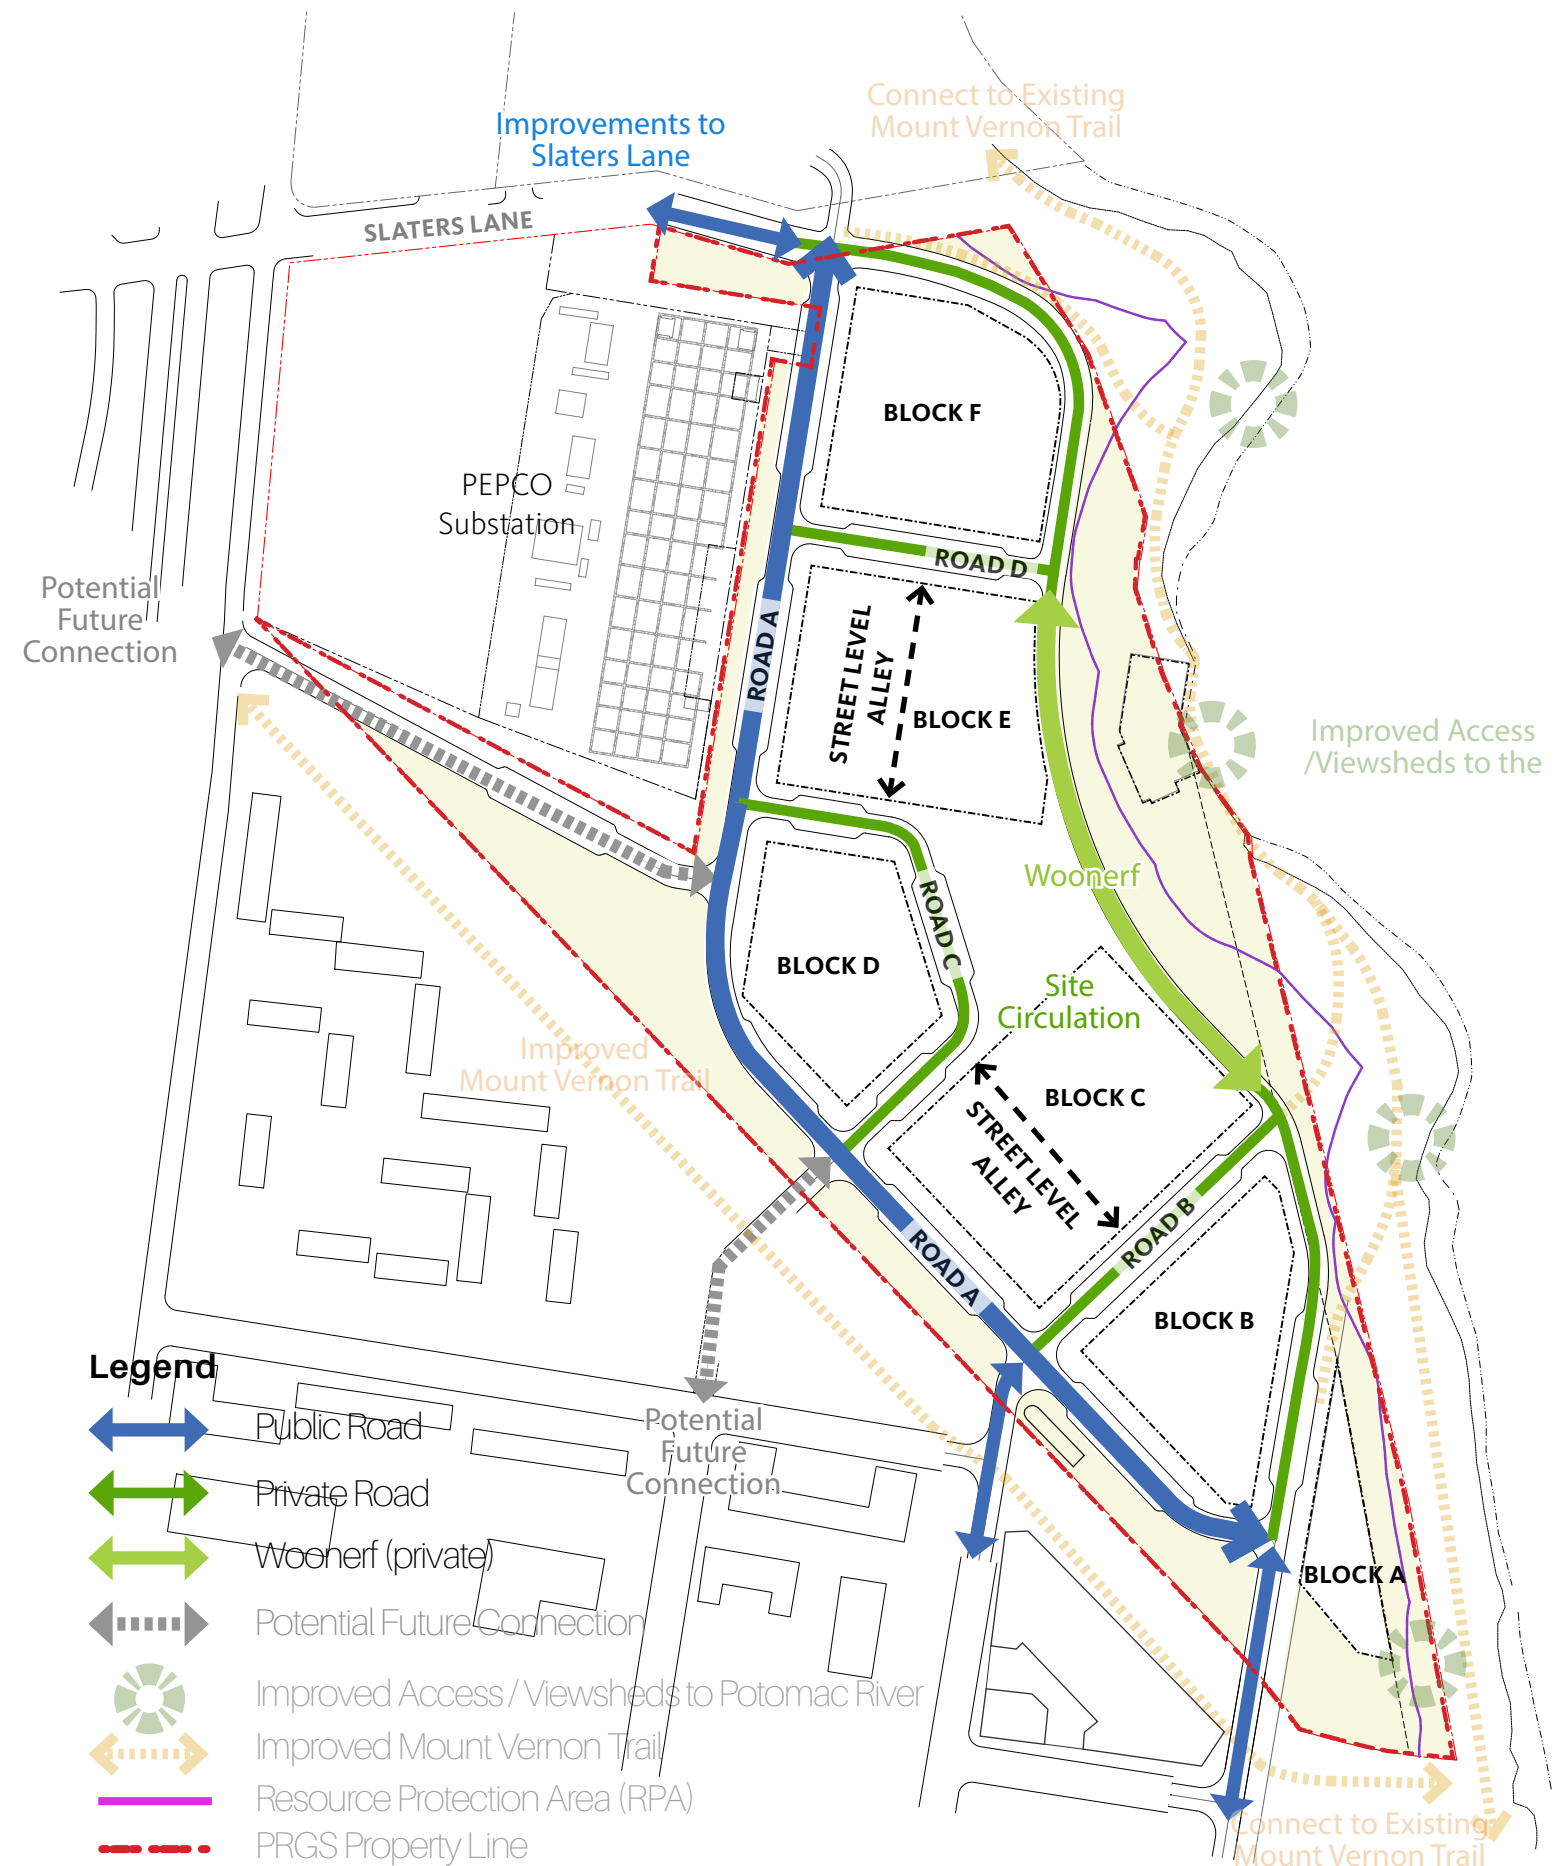 Connect to Existing
Mount Vernon Trail
Improvements to
Slaters Lane
SLATERS LANE
BLOCK F
PEPCO
Substation
ROAD D
Potential
Future
Connection
ROAD A
STREET LEVEL
ALLEY
BLOCK E
Improved Access
/Viewsheds to the
Woonerf
ROAD C
BLOCK D
Site
Circulation
Improved
Mount Vernon Trail
BLOCK C
STREET LEVEL
ALLEY
ROAD B
ROAD A
BLOCK B
Legend
Public Road
Private Road
Woonerf (private)
Potential Future Connection
Improved Access / Viewsheds to Potomac River
Improved Mount Vernon Trail
Resource Protection Area (RPA)
PRGS Property Line
Potential
Future
Connection
BLOCK A
Connect to Existing
Mount Vernon Trail